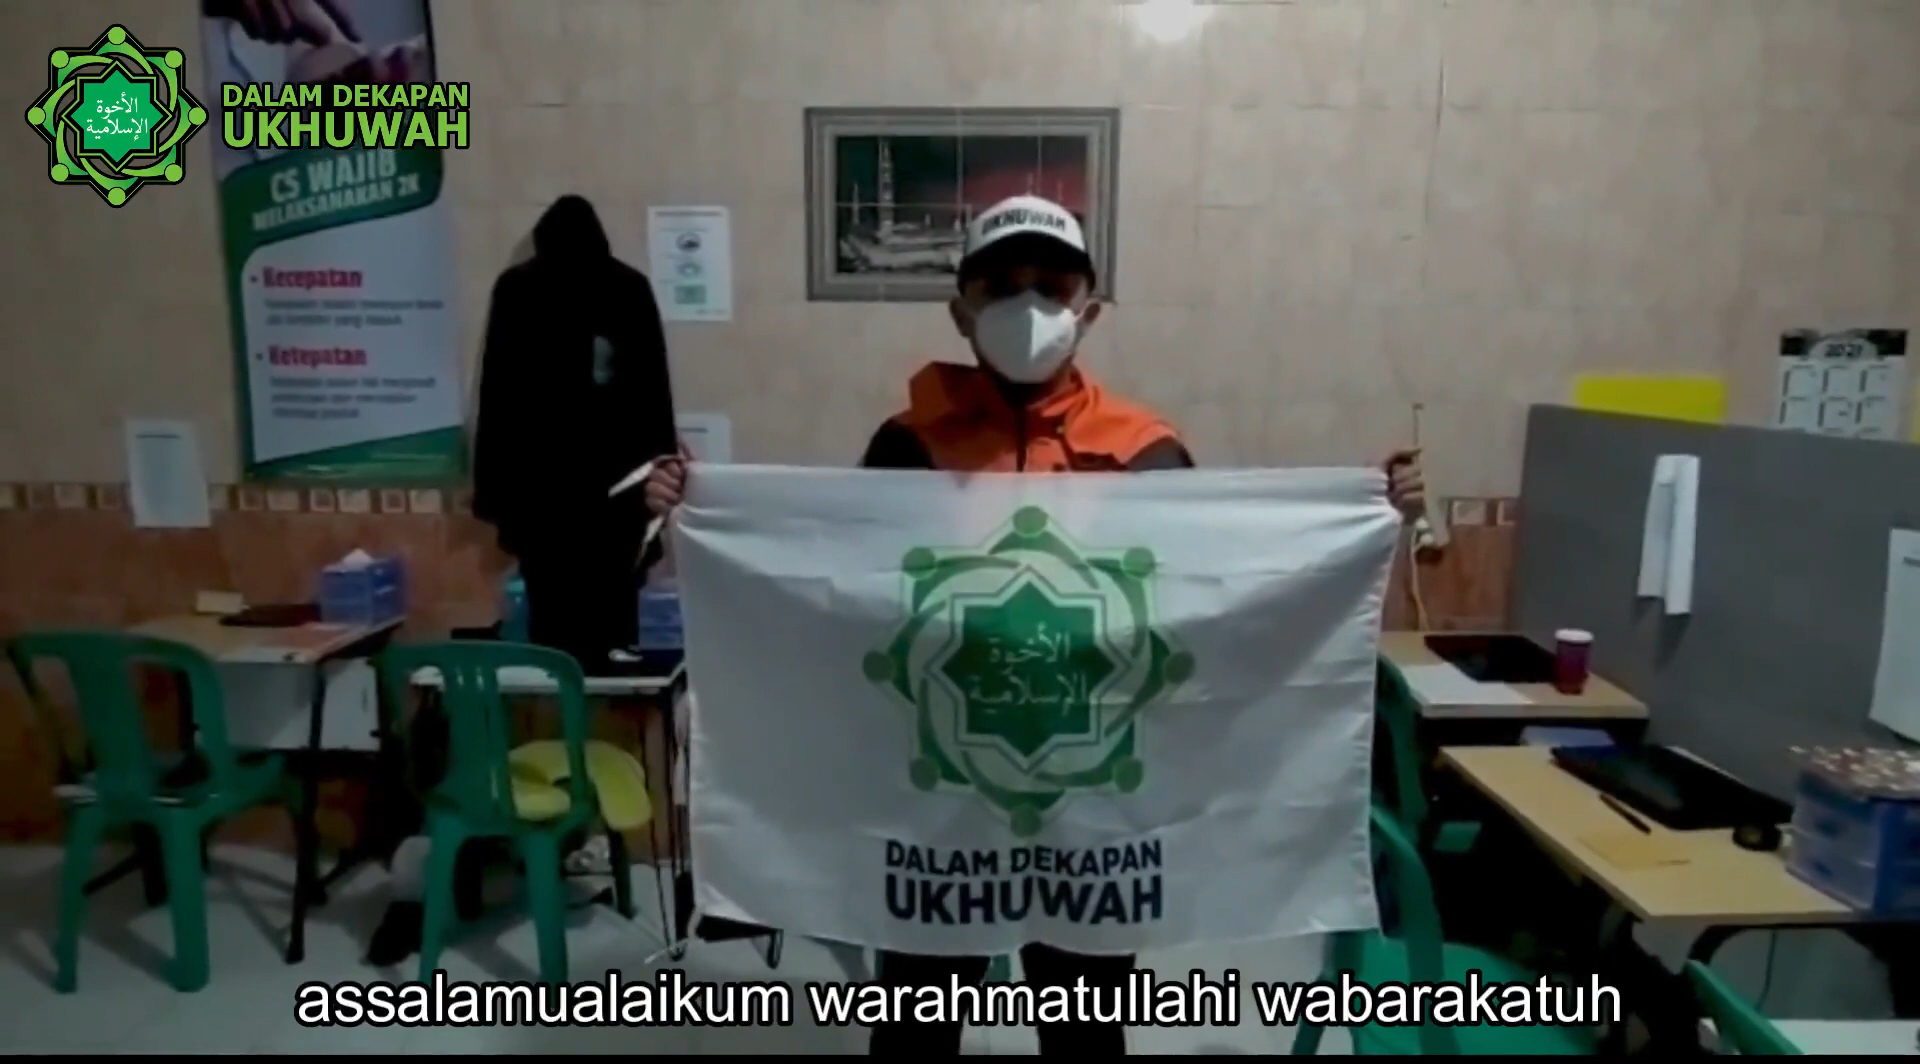 الأخوة
الإسلامية
DALAM DEKAPAN
UKHUWAH
CS WAJIB
MELAKSANAKAN 2K
• Kecepatan
• Ketepatan
UKHUWAH
2021
الأخوة
الإسلامية
DALAM DEKAPAN
UKHUWAH
assalamualaikum warahmatullahi wabarakatuh